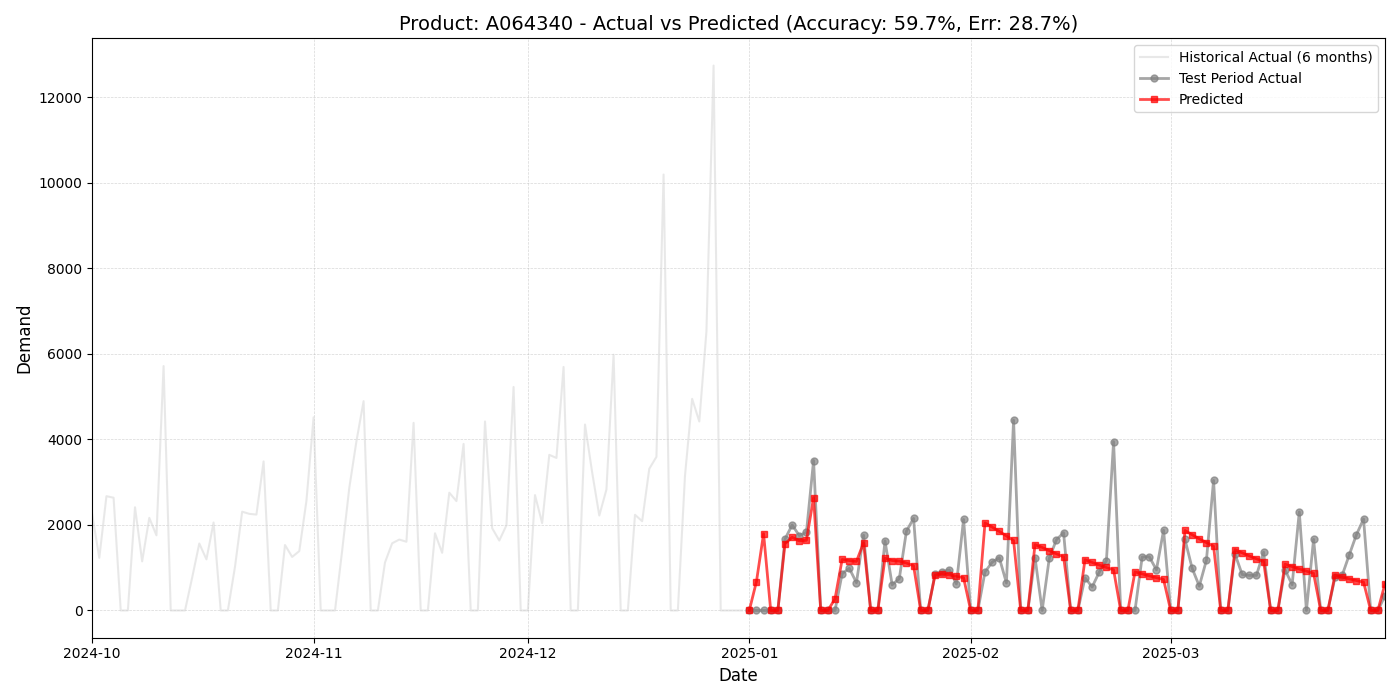 Product: A064340 - Actual vs Predicted (Accuracy: 59.7%, Err: 28.7%)
Historical Actual (6 months)
Test Period Actual
Predicted
12000
10000
8000
6000
4000
2000
0
Demand
2024-10
2024-11
2024-12
2025-01
2025-02
2025-03
Date